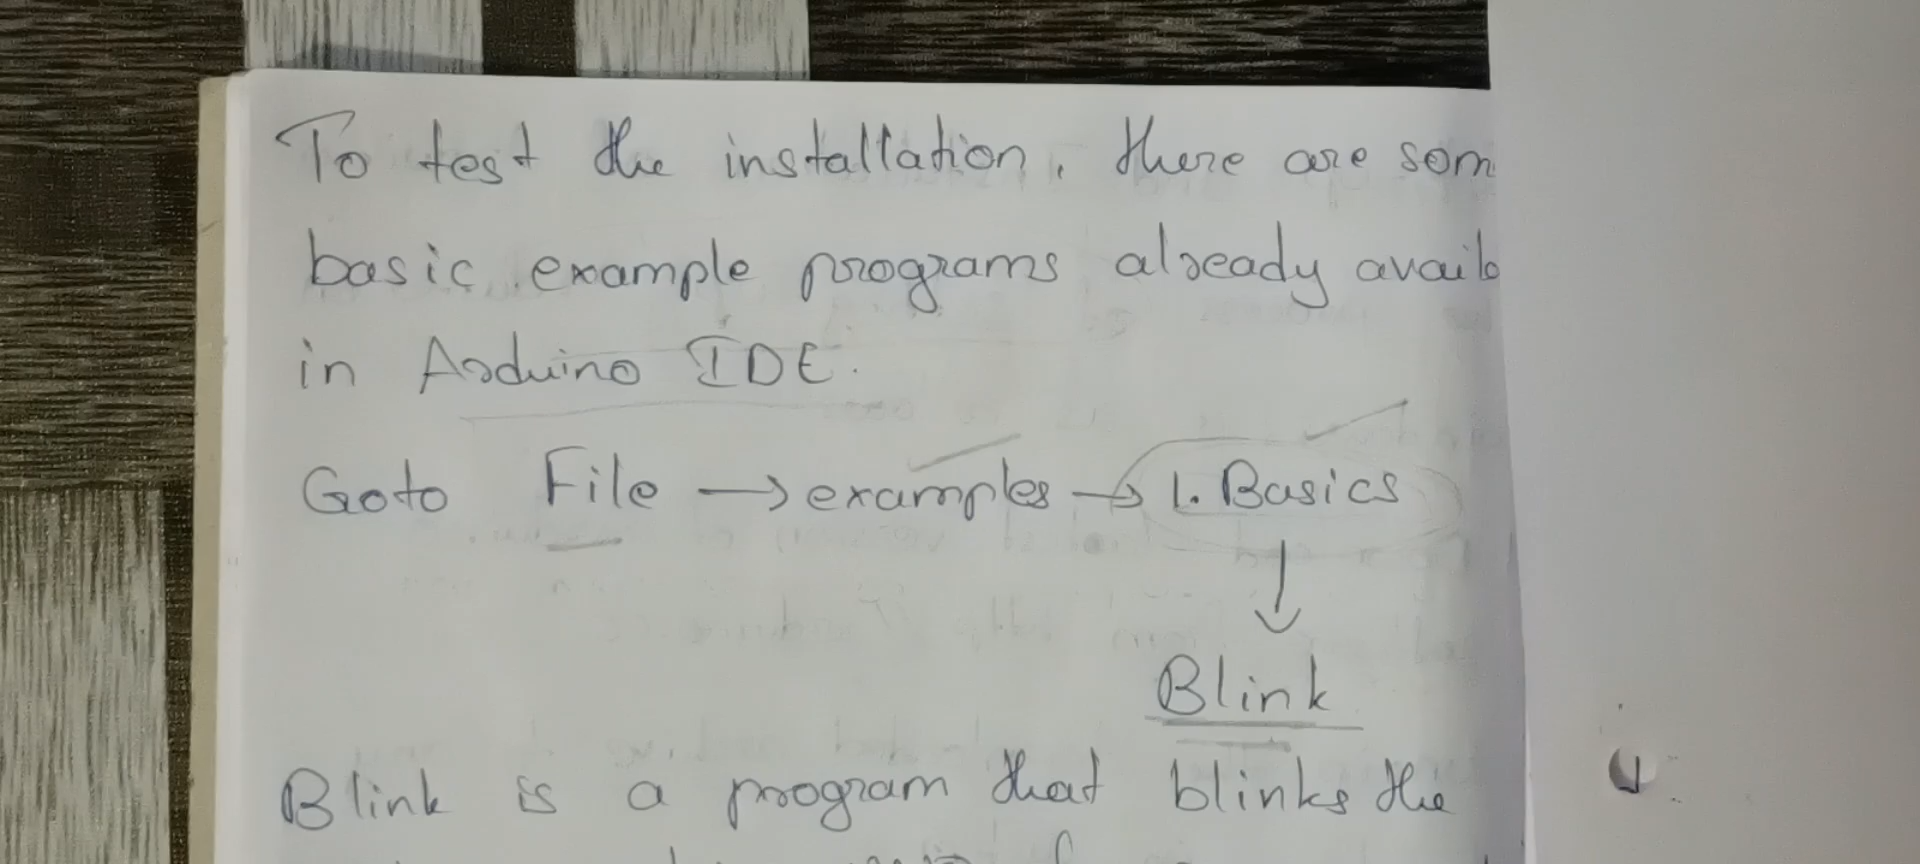 To test the installation, there are som
basic example programs already availa
in Arduino IDE.
Goto File → examples → 1. Basics
↓
Blink
Blink is a program that blinks the